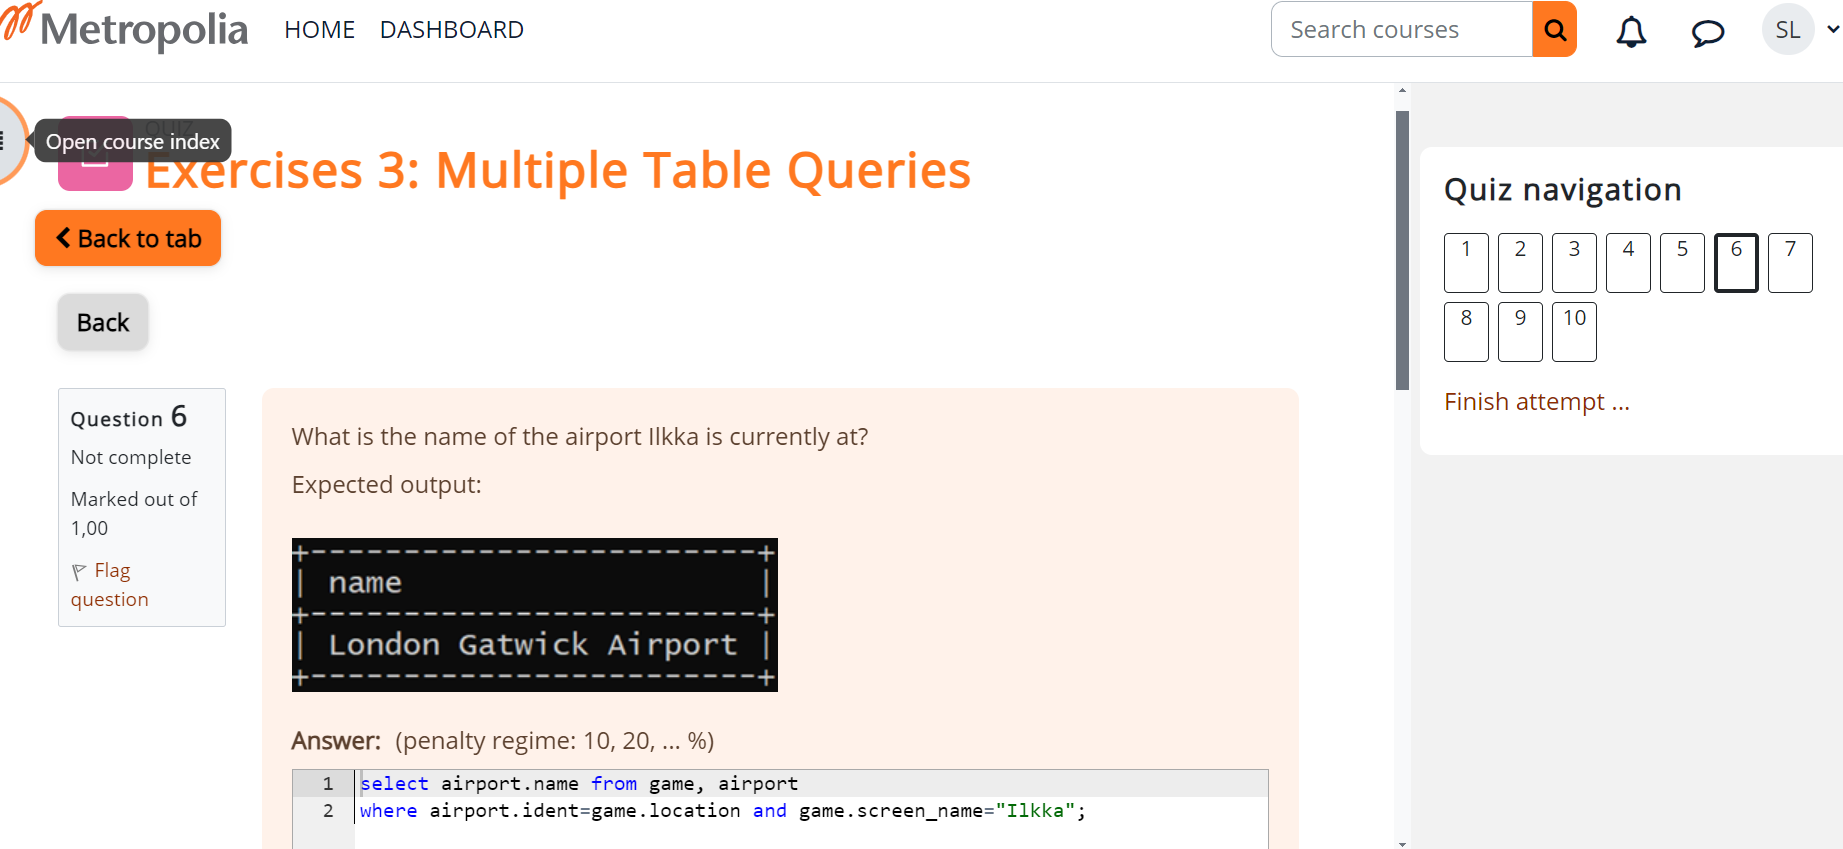 Metropolia
HOME DASHBOARD
Search courses
SL
QUIZ
Open course index
Exercises 3: Multiple Table Queries
Back to tab
Back
Question 6
Not complete
Marked out of
1,00
Flag
question
What is the name of the airport Ilkka is currently at?
Expected output:
+------------------------+
| name |
+------------------------+
| London Gatwick Airport |
+------------------------+
Answer: (penalty regime: 10, 20, ... %)
1 select airport.name from game, airport
2 where airport.ident=game.location and game.screen_name="Ilkka";
Quiz navigation
1 2 3 4 5 6 7
8 9 10
Finish attempt ...